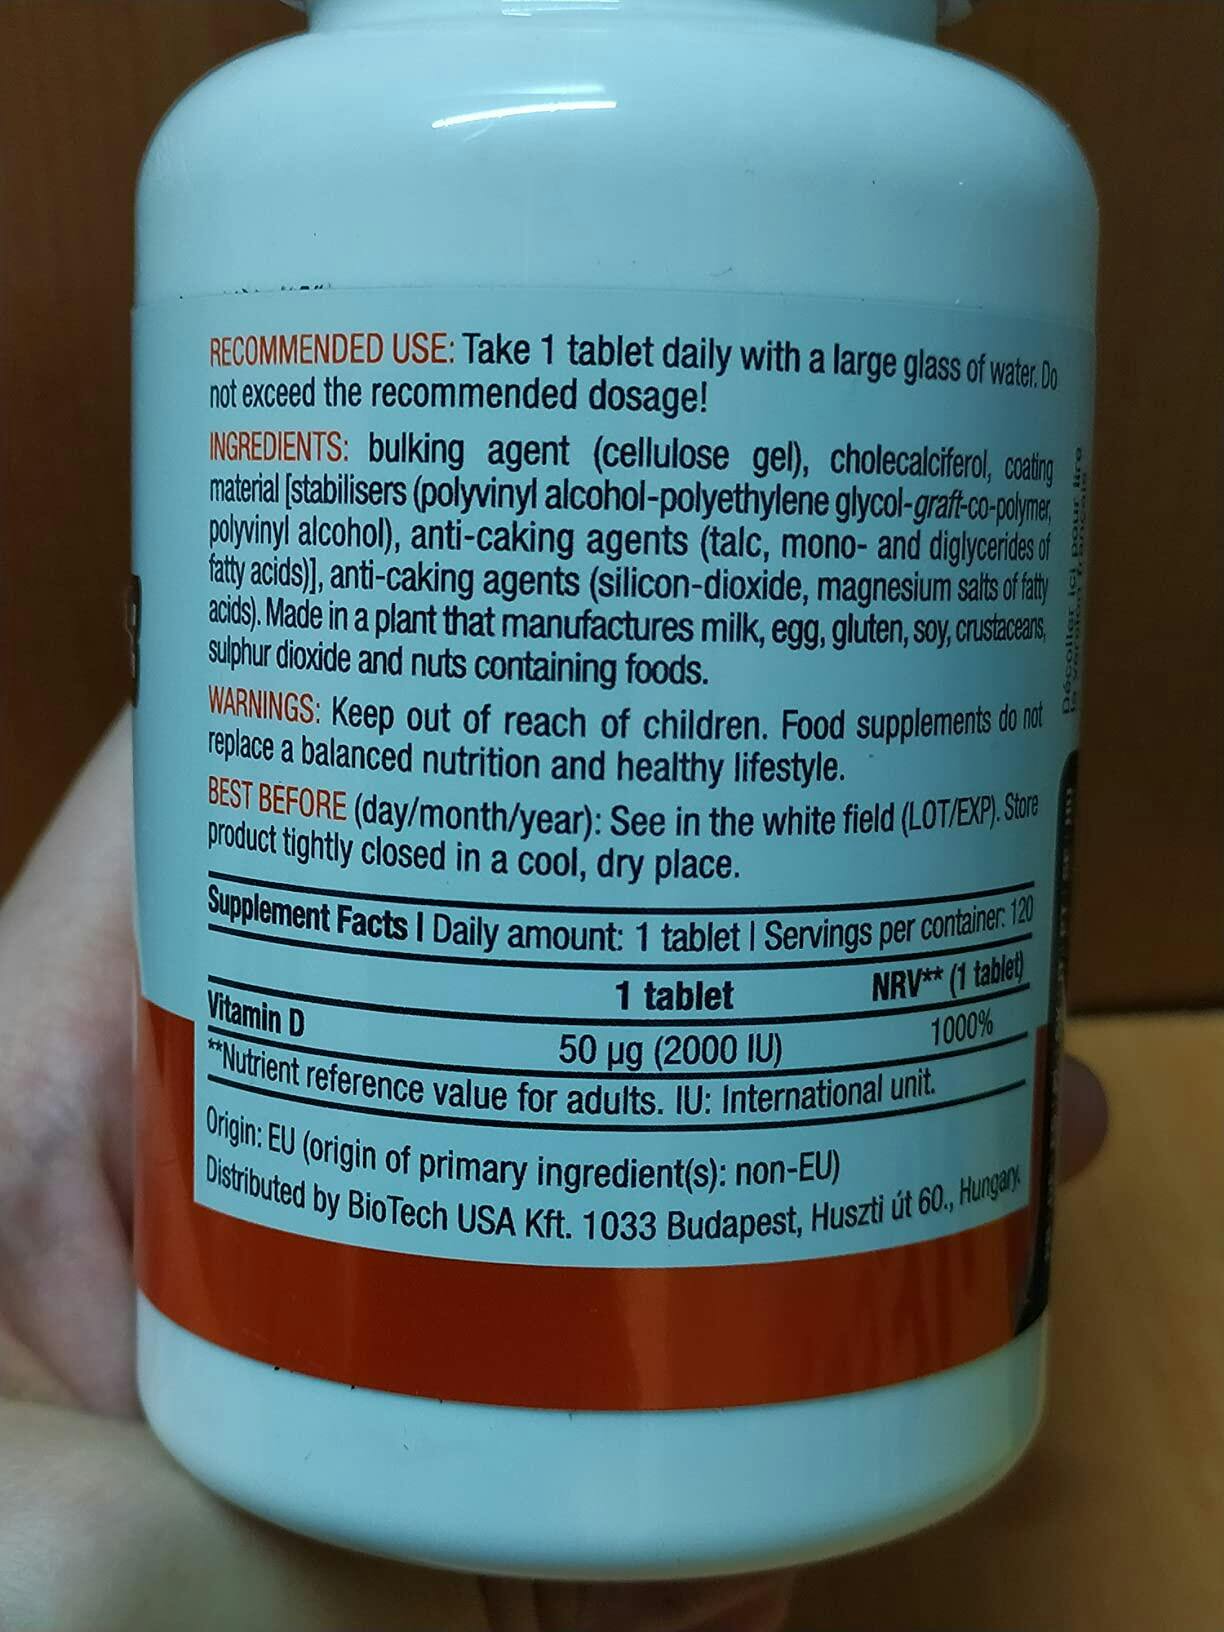 RECOMMENDED USE: Take 1 tablet daily with a large glass of water. Do
not exceed the recommended dosage!
INGREDIENTS: bulking agent (cellulose gel), cholecalciferol, coating
material [stabilisers (polyvinyl alcohol-polyethylene glycol-graft-co-polymer,
polyvinyl alcohol), anti-caking agents (talc, mono- and diglycerides of
fatty acids)], anti-caking agents (silicon-dioxide, magnesium salts of fatty
acids). Made in a plant that manufactures milk, egg, gluten, soy, crustaceans,
sulphur dioxide and nuts containing foods.
WARNINGS: Keep out of reach of children. Food supplements do not
replace a balanced nutrition and healthy lifestyle.
BEST BEFORE (day/month/year): See in the white field (LOT/EXP). Store
product tightly closed in a cool, dry place.
Supplement Facts | Daily amount: 1 tablet | Servings per container: 120
1 tablet NRV** (1 tablet)
Vitamin D 50 µg (2000 IU) 1000%
**Nutrient reference value for adults. IU: International unit.
Origin: EU (origin of primary ingredient(s): non-EU)
Distributed by BioTech USA Kft. 1033 Budapest, Huszti út 60., Hungary.
Décoller ici pour lire
la version française